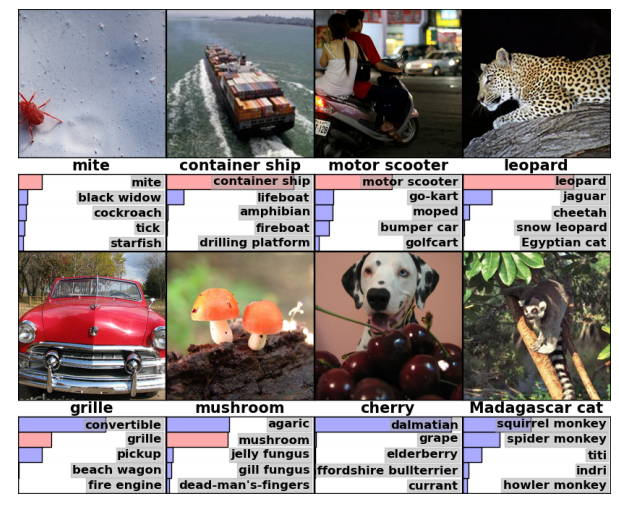 mite
container ship
motor scooter
leopard
mite
black widow
cockroach
tick
starfish
container ship
lifeboat
amphibian
fireboat
drilling platform
motor scooter
go-kart
moped
bumper car
golfcart
leopard
jaguar
cheetah
snow leopard
Egyptian cat
grille
mushroom
cherry
Madagascar cat
convertible
grille
pickup
beach wagon
fire engine
agaric
mushroom
jelly fungus
gill fungus
dead-man's-fingers
dalmatian
grape
elderberry
ffordshire bullterrier
currant
squirrel monkey
spider monkey
titi
indri
howler monkey